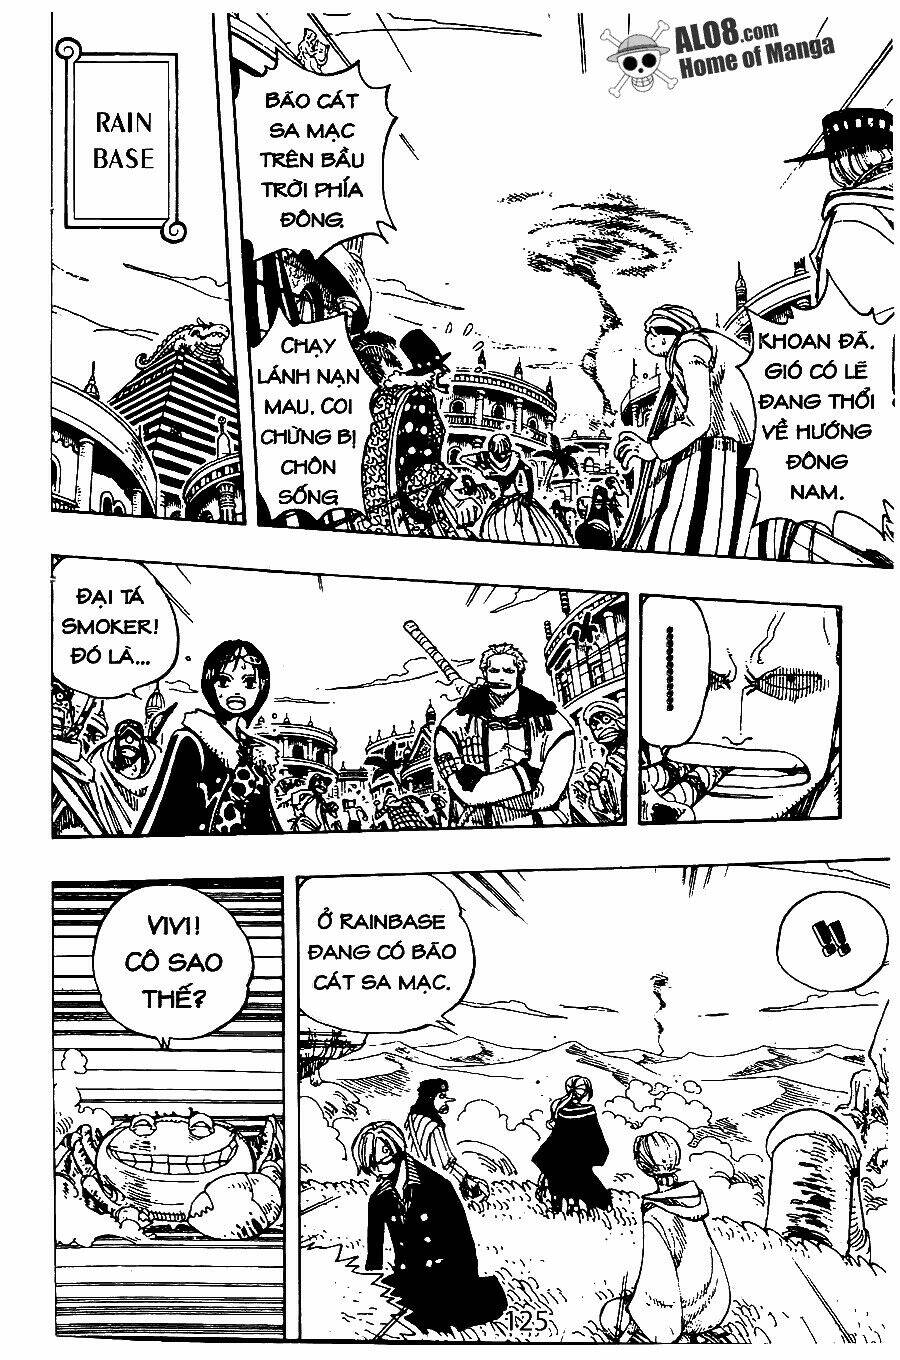 AL08.com
Home of Manga
RAIN
BASE
BÃO CÁT
SA MẠC
TRÊN BẦU
TRỜI PHÍA
ĐÔNG.
CHẠY
LÁNH NẠN
MAU. COI
CHỪNG BỊ
CHÔN
SỐNG
KHOAN ĐÃ.
GIÓ CÓ LẼ
ĐANG THỔI
VỀ HƯỚNG
ĐÔNG
NAM.
ĐẠI TÁ
SMOKER!
ĐÓ LÀ...
............
VIVI!
CÔ SAO
THẾ?
Ở RAINBASE
ĐANG CÓ BÃO
CÁT SA MẠC.
!!
125